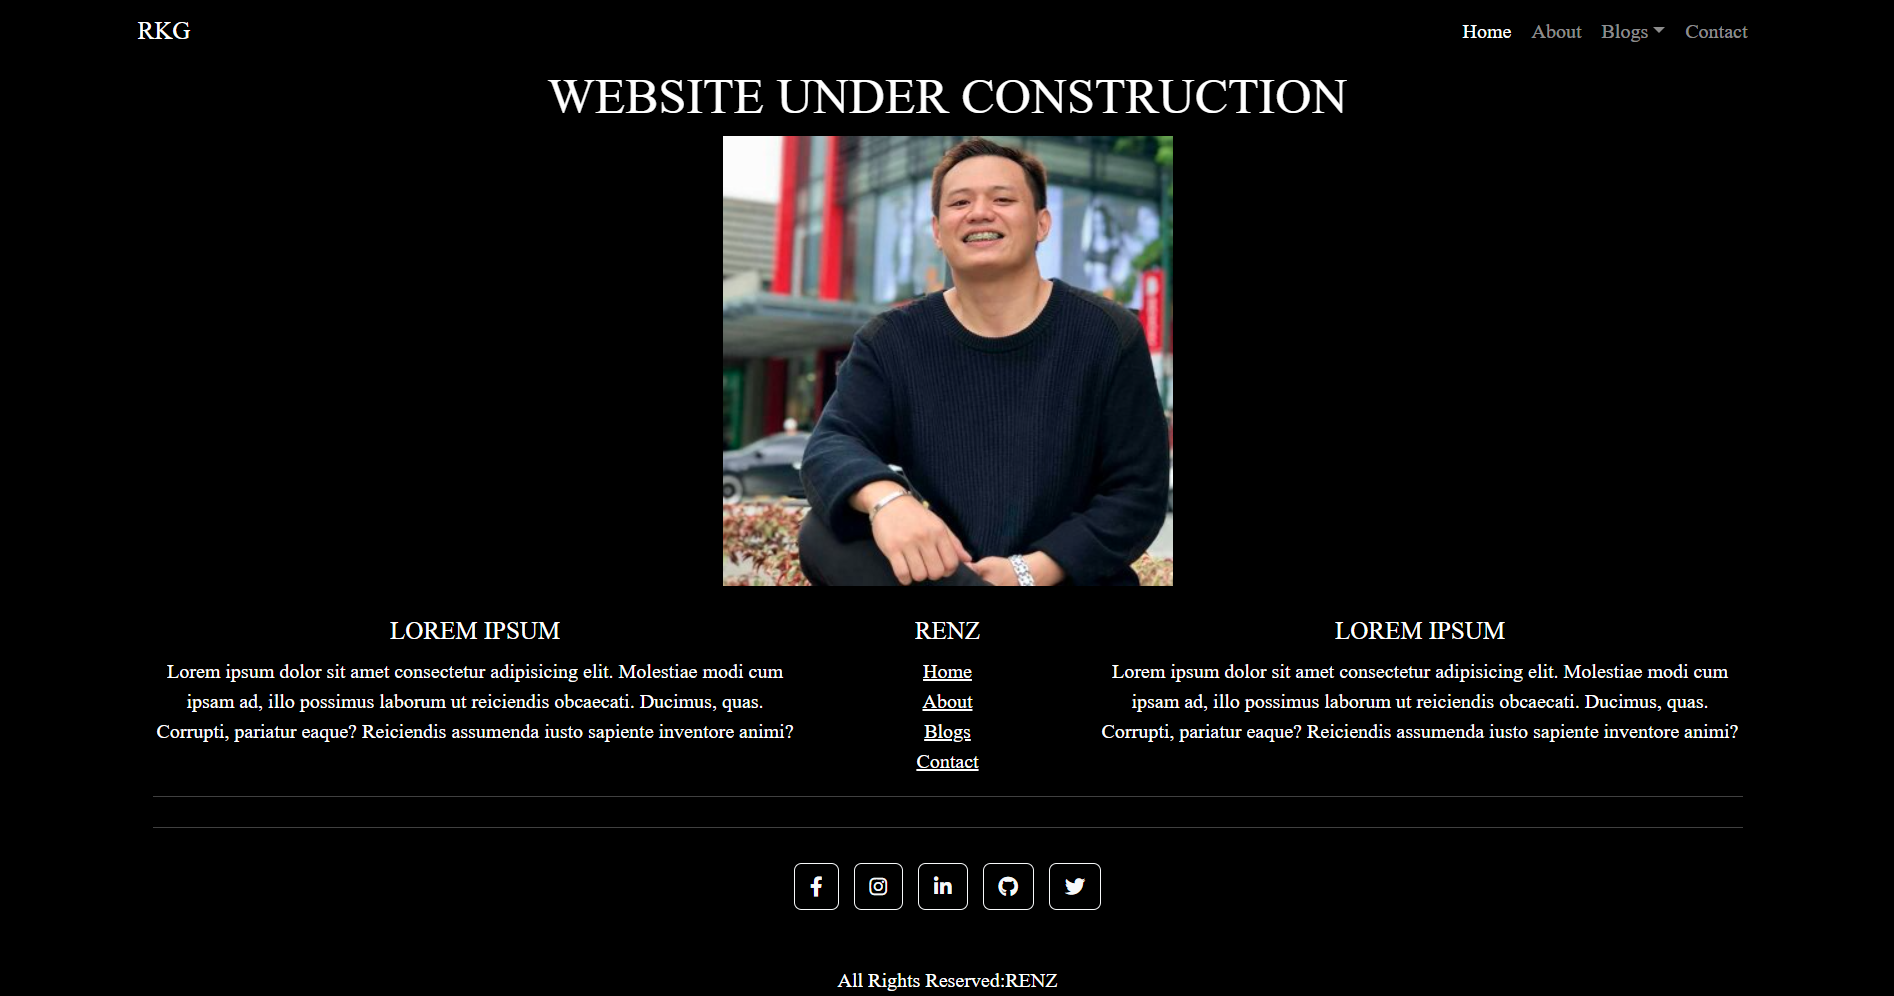 RKG
Home About Blogs Contact
WEBSITE UNDER CONSTRUCTION
LOREM IPSUM
Lorem ipsum dolor sit amet consectetur adipisicing elit. Molestiae modi cum
ipsam ad, illo possimus laborum ut reiciendis obcaecati. Ducimus, quas.
Corrupti, pariatur eaque? Reiciendis assumenda iusto sapiente inventore animi?
RENZ
Home
About
Blogs
Contact
LOREM IPSUM
Lorem ipsum dolor sit amet consectetur adipisicing elit. Molestiae modi cum
ipsam ad, illo possimus laborum ut reiciendis obcaecati. Ducimus, quas.
Corrupti, pariatur eaque? Reiciendis assumenda iusto sapiente inventore animi?
All Rights Reserved:RENZ